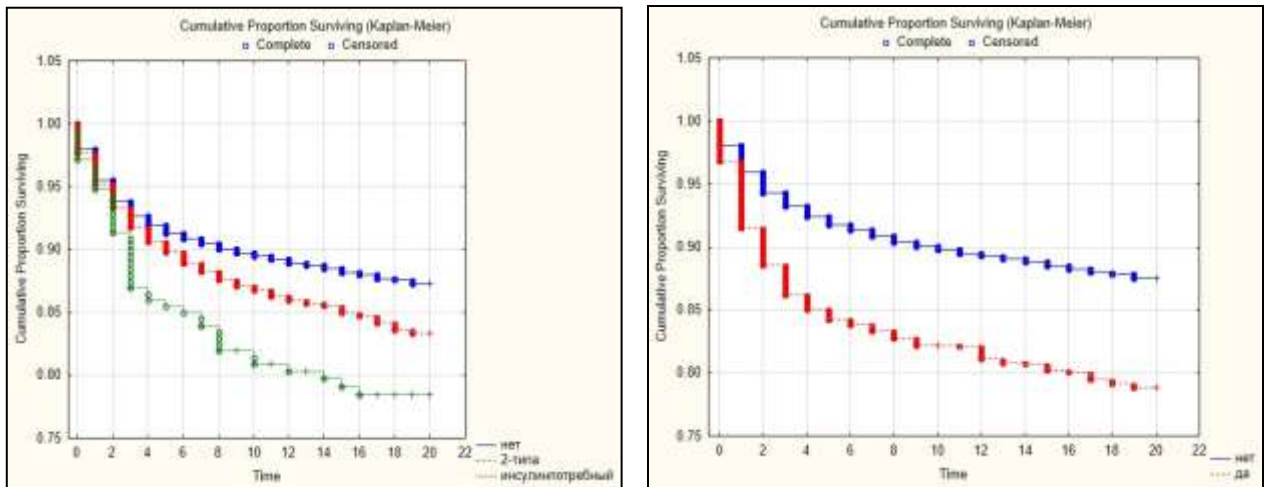 Cumulative Proportion Surviving (Kaplan-Meier)
Complete Censored
1.05
1.00
0.95
0.90
0.85
0.80
0.75
Cumulative Proportion Surviving
0 2 4 6 8 10 12 14 16 18 20 22
Time
нет
2-типа
инсулинпотребный
Cumulative Proportion Surviving (Kaplan-Meier)
Complete Censored
1.05
1.00
0.95
0.90
0.85
0.80
0.75
Cumulative Proportion Surviving
0 2 4 6 8 10 12 14 16 18 20 22
Time
нет
да